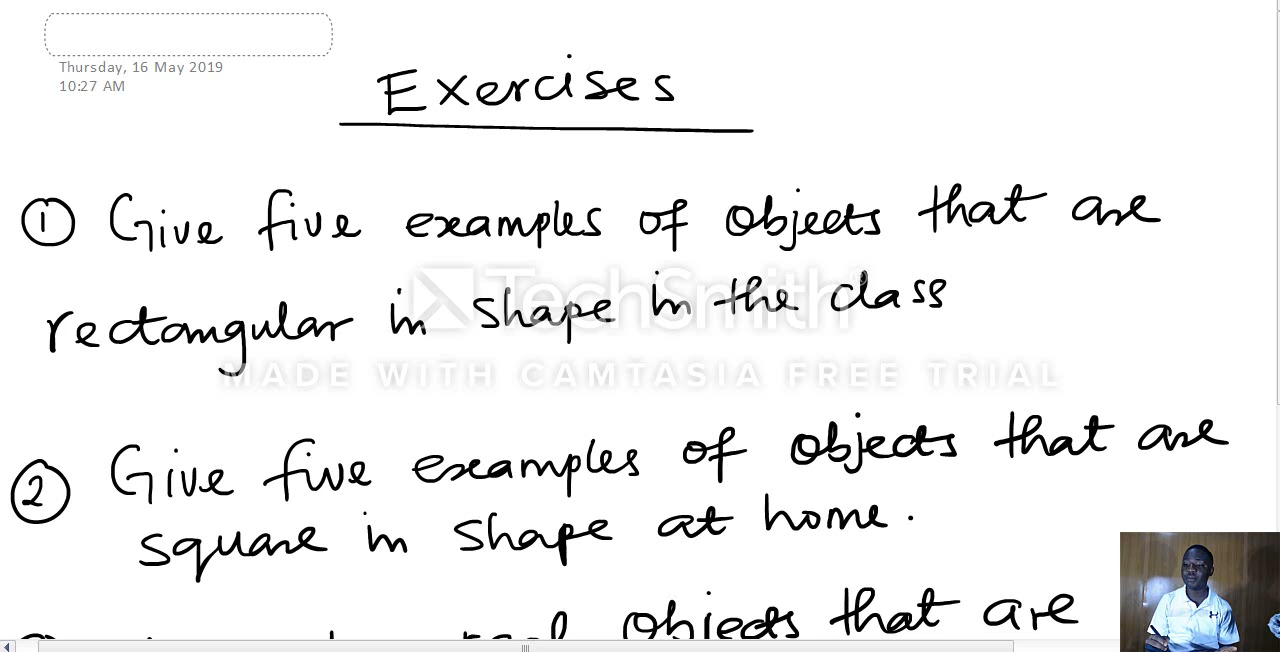 Thursday, 16 May 2019
10:27 AM
Exercises
① Give five examples of objects that are
rectangular in shape in the class
TechSmith®
MADE WITH CAMTASIA FREE TRIAL
② Give five examples of objects that are
square in shape at home.
objects that are